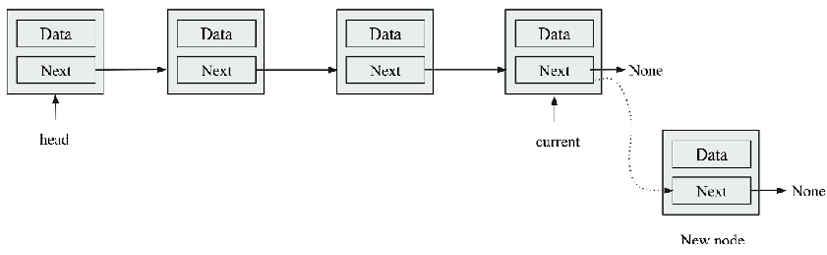 Data Data Data Data
Next Next Next Next None
head current
Data
Next None
New node